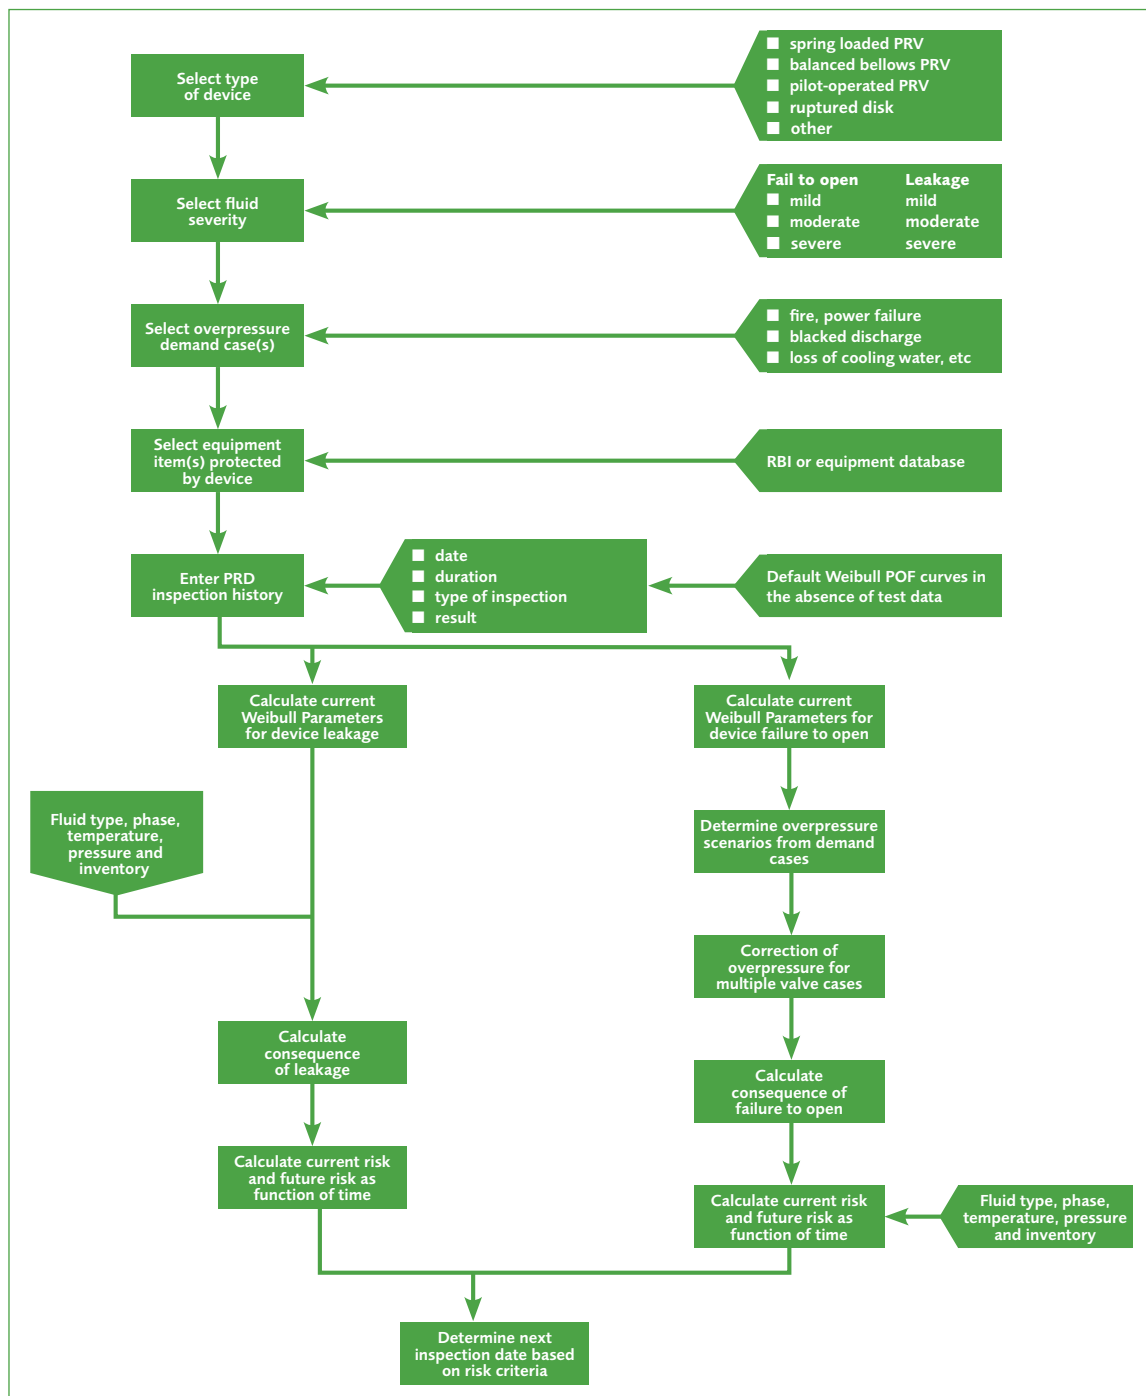 Select type
of device
spring loaded PRV
balanced bellows PRV
pilot-operated PRV
ruptured disk
other
Select fluid
severity
Fail to open Leakage
mild mild
moderate moderate
severe severe
Select overpressure
demand case(s)
fire, power failure
blacked discharge
loss of cooling water, etc
Select equipment
item(s) protected
by device
RBI or equipment database
Enter PRD
inspection history
date
duration
type of inspection
result
Default Weibull POF curves in
the absence of test data
Calculate current
Weibull Parameters
for device leakage
Calculate current
Weibull Parameters for
device failure to open
Fluid type, phase,
temperature,
pressure and
inventory
Determine overpressure
scenarios from demand
cases
Correction of
overpressure for
multiple valve cases
Calculate
consequence
of leakage
Calculate
consequence of
failure to open
Calculate current risk
and future risk as
function of time
Calculate current risk
and future risk as
function of time
Fluid type, phase,
temperature, pressure
and inventory
Determine next
inspection date based
on risk criteria